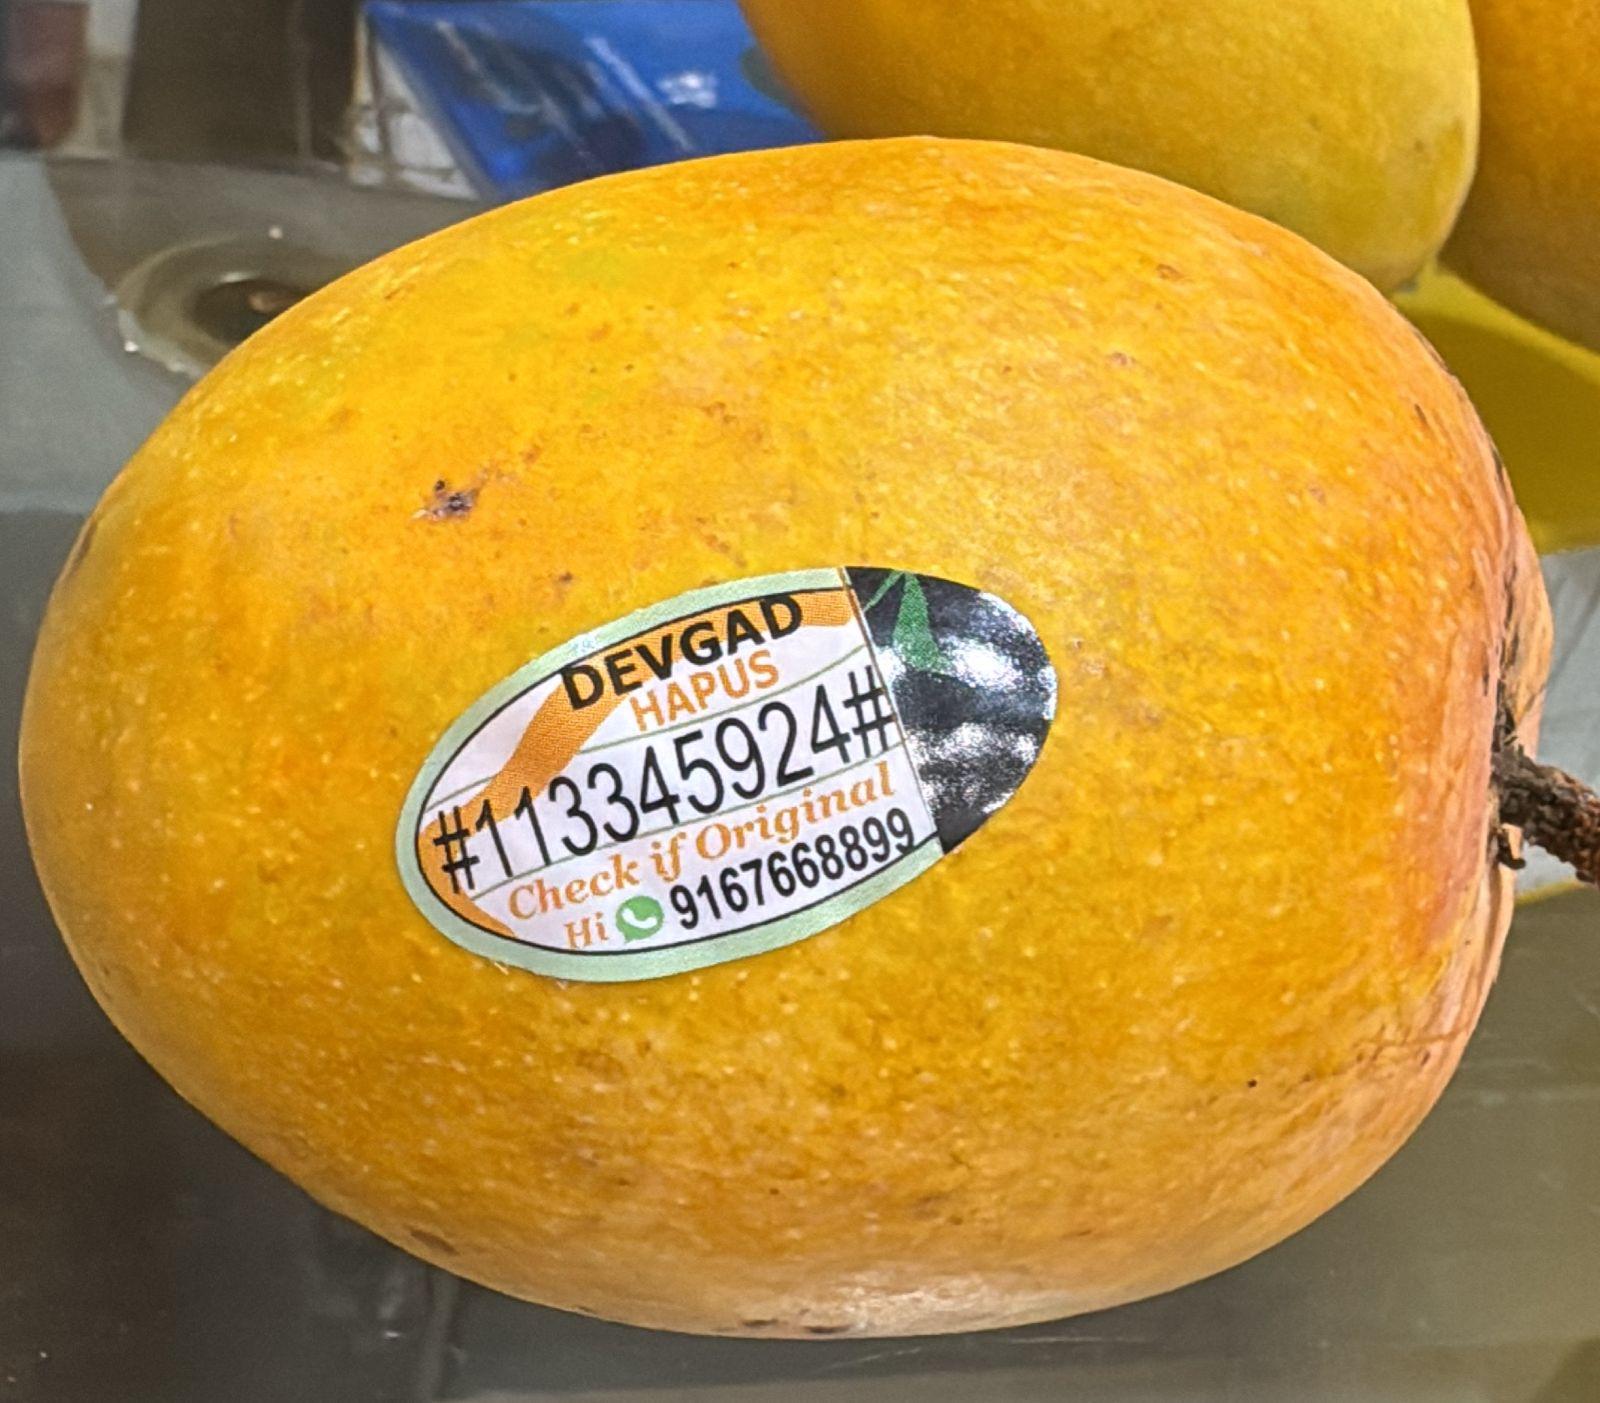 DEVGAD
HAPUS
#113345924#
Check if Original
Hi 9167668899